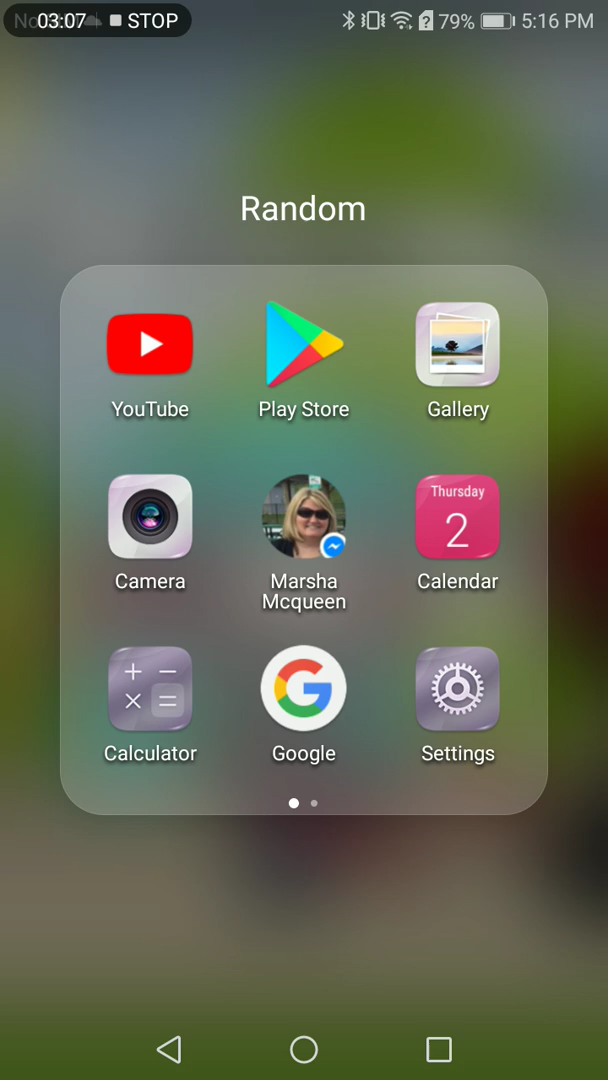 03:07 STOP 79% 5:16 PM
Random
YouTube Play Store Gallery
Thursday
2
Camera Marsha Mcqueen Calendar
Calculator Google Settings